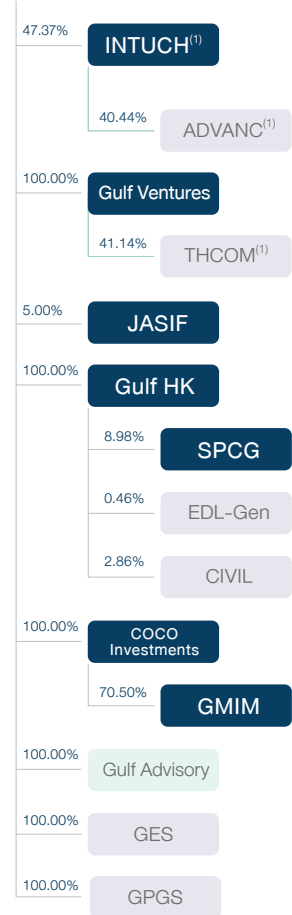 47.37%
INTUCH(1)
40.44%
ADVANC(1)
100.00%
Gulf Ventures
41.14%
THCOM(1)
5.00%
JASIF
100.00%
Gulf HK
8.98%
SPCG
0.46%
EDL-Gen
2.86%
CIVIL
100.00%
COCO
Investments
70.50%
GMIM
100.00%
Gulf Advisory
100.00%
GES
100.00%
GPGS